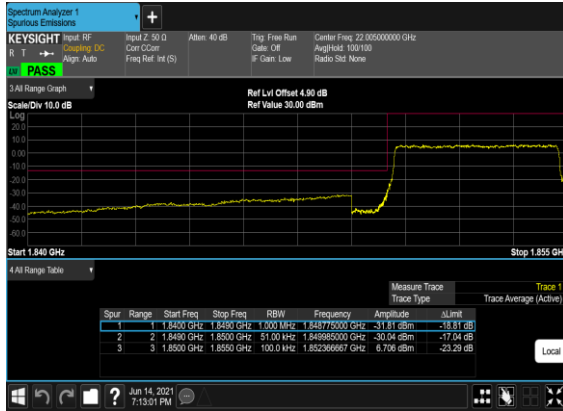 Spectrum Analyzer 1
Spurious Emissions
+
KEYSIGHT Input: RF Input Z: 50 Ω Atten: 40 dB Trig: Free Run Center Freq: 22.005000000 GHz
R T Coupling: DC Corr CCorr Gate: Off Avg|Hold: 100/100
Align: Auto Freq Ref: Int (S) IF Gain: Low Radio Std: None
PASS
3 All Range Graph
Ref Lvl Offset 4.90 dB
Scale/Div 10.0 dB Ref Value 30.00 dBm
Log
20.0
10.0
0.00
-10.0
-20.0
-30.0
-40.0
-50.0
-60.0
Start 1.840 GHz Stop 1.855 GH
4 All Range Table
Measure Trace Trace 1
Trace Type Trace Average (Active)
Spur Range Start Freq Stop Freq RBW Frequency Amplitude ΔLimit
1 1 1.8400 GHz 1.8490 GHz 1.000 MHz 1.848775000 GHz -31.81 dBm -18.81 dB
2 2 1.8490 GHz 1.8500 GHz 51.00 kHz 1.849985000 GHz -30.04 dBm -17.04 dB
3 3 1.8500 GHz 1.8550 GHz 100.0 kHz 1.852366667 GHz 6.706 dBm -23.29 dB
Local
?
Jun 14, 2021
7:13:01 PM